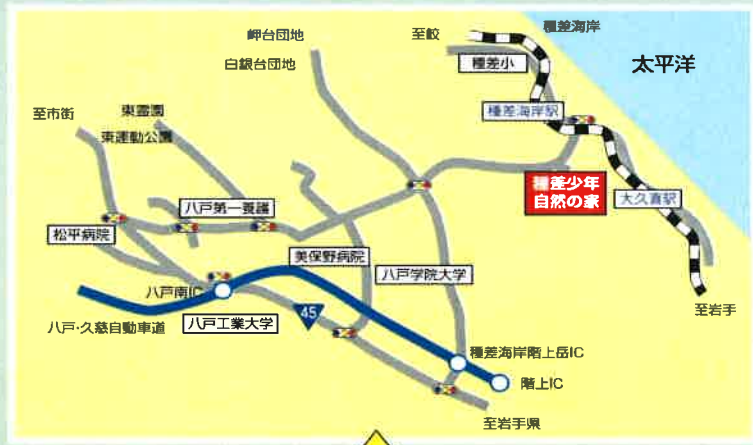 岬台団地
白銀台団地
至鮫
種差海岸
種差小
太平洋
種差海岸駅
至市街
東霊園
東運動公園
八戸第一養護
松平病院
種差少年
自然の家
大久喜駅
美保野病院
八戸学院大学
八戸南IC
八戸工業大学
45
八戸・久慈自動車道
至岩手
種差海岸階上岳IC
階上IC
至岩手県